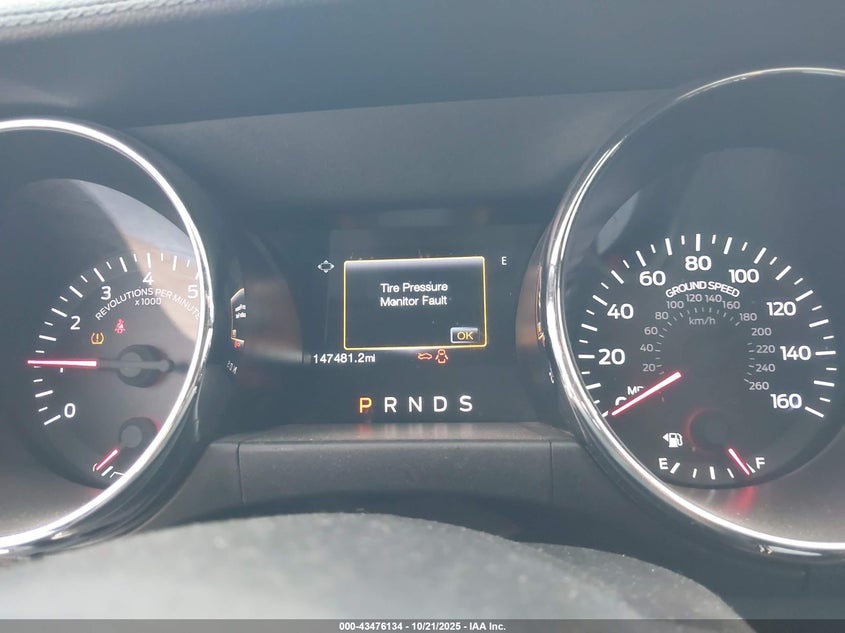 5
4
3
2
1
0
REVOLUTIONS PER MINUTE
x1000
E
Tire Pressure
Monitor Fault
OK
147481.2mi
P R N D S
20
40
60
80
100
120
140
160
GROUND SPEED
20
40
60
80
100
120
140
160
180
200
220
240
260
km/h
E
F
000-43476134 - 10/21/2025 - IAA Inc.